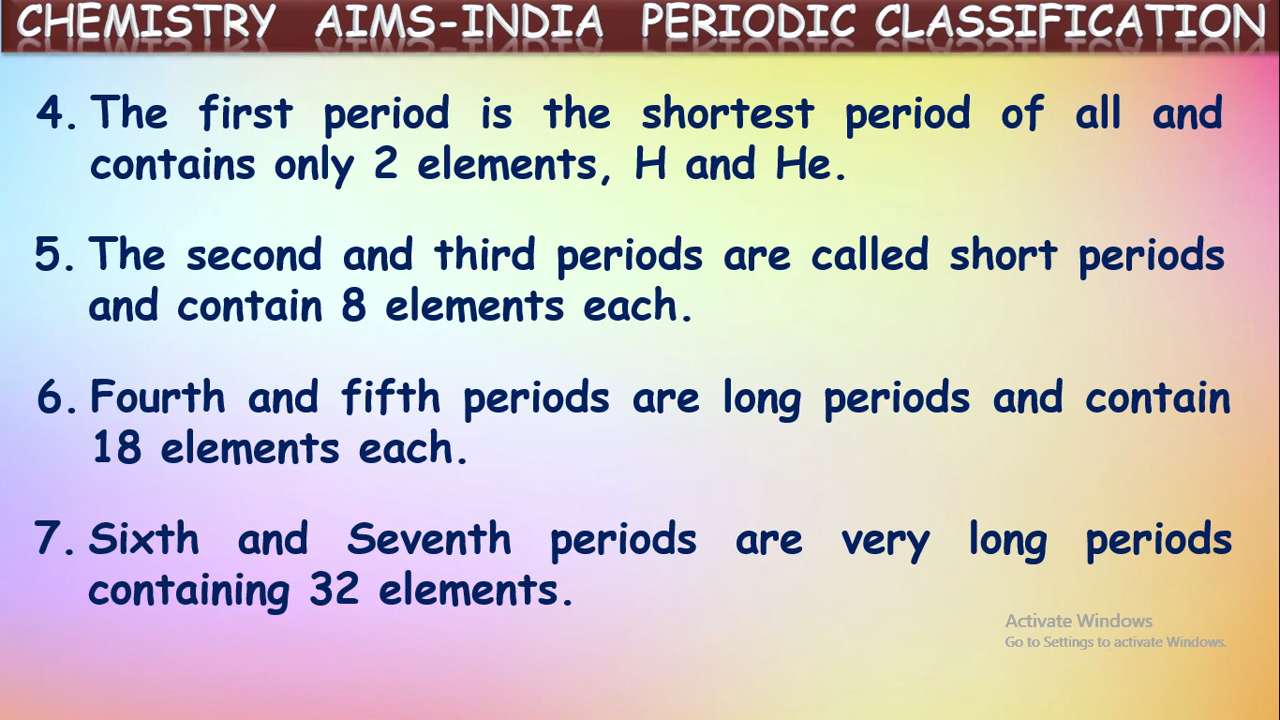 CHEMISTRY AIMS-INDIA PERIODIC CLASSIFICATION
4. The first period is the shortest period of all and
contains only 2 elements, H and He.
5. The second and third periods are called short periods
and contain 8 elements each.
6. Fourth and fifth periods are long periods and contain
18 elements each.
7. Sixth and Seventh periods are very long periods
containing 32 elements.
Activate Windows
Go to Settings to activate Windows.